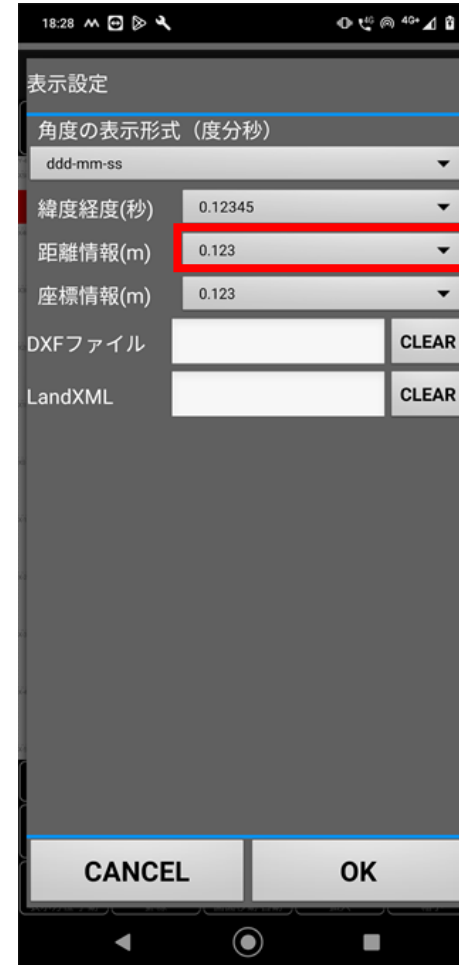 18:28 4G 4G+
表示設定
角度の表示形式（度分秒）
ddd-mm-ss
緯度経度(秒) 0.12345
距離情報(m) 0.123
座標情報(m) 0.123
DXFファイル CLEAR
LandXML CLEAR
CANCEL OK